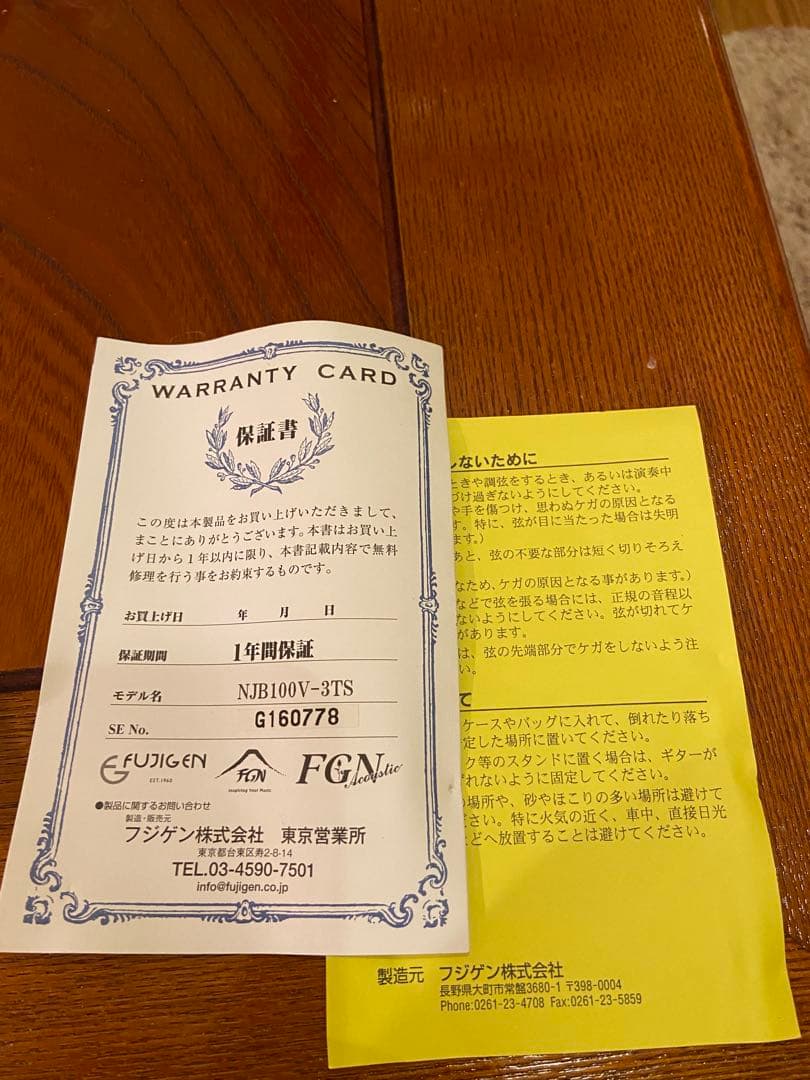 WARRANTY CARD
保証書
この度は本製品をお買い上げいただきまして、
まことにありがとうございます。本書はお買い上
げ日から1年以内に限り、本書記載内容で無料
修理を行う事をお約束するものです。
お買上げ日 年 月 日
保証期間 1年間保証
モデル名 NJB100V-3TS
SE No. G160778
FUJIGEN
EST.1960
FGN
Inspiring Your Music
FGN Acoustic
●製品に関するお問い合わせ
製造・販売元
フジゲン株式会社 東京営業所
東京都台東区寿2-8-14
TEL.03-4590-7501
info@fujigen.co.jp
しないために
ときや調弦をするとき、あるいは演奏中
づけ過ぎないようにしてください。
や手を傷つけ、思わぬケガの原因となる
す。特に、弦が目に当たった場合は失明
ます。)
あと、弦の不要な部分は短く切りそろえ
なため、ケガの原因となる事があります。)
などで弦を張る場合には、正規の音程以
ないようにしてください。弦が切れてケ
があります。
は、弦の先端部分でケガをしないよう注
い。
て
ケースやバッグに入れて、倒れたり落ち
定した場所に置いてください。
ク等のスタンドに置く場合は、ギターが
ずれないように固定してください。
の場所や、砂やほこりの多い場所は避けて
ださい。特に火気の近く、車中、直接日光
どへ放置することは避けてください。
製造元 フジゲン株式会社
長野県大町市常盤3680-1 〒398-0004
Phone:0261-23-4708 Fax:0261-23-5859